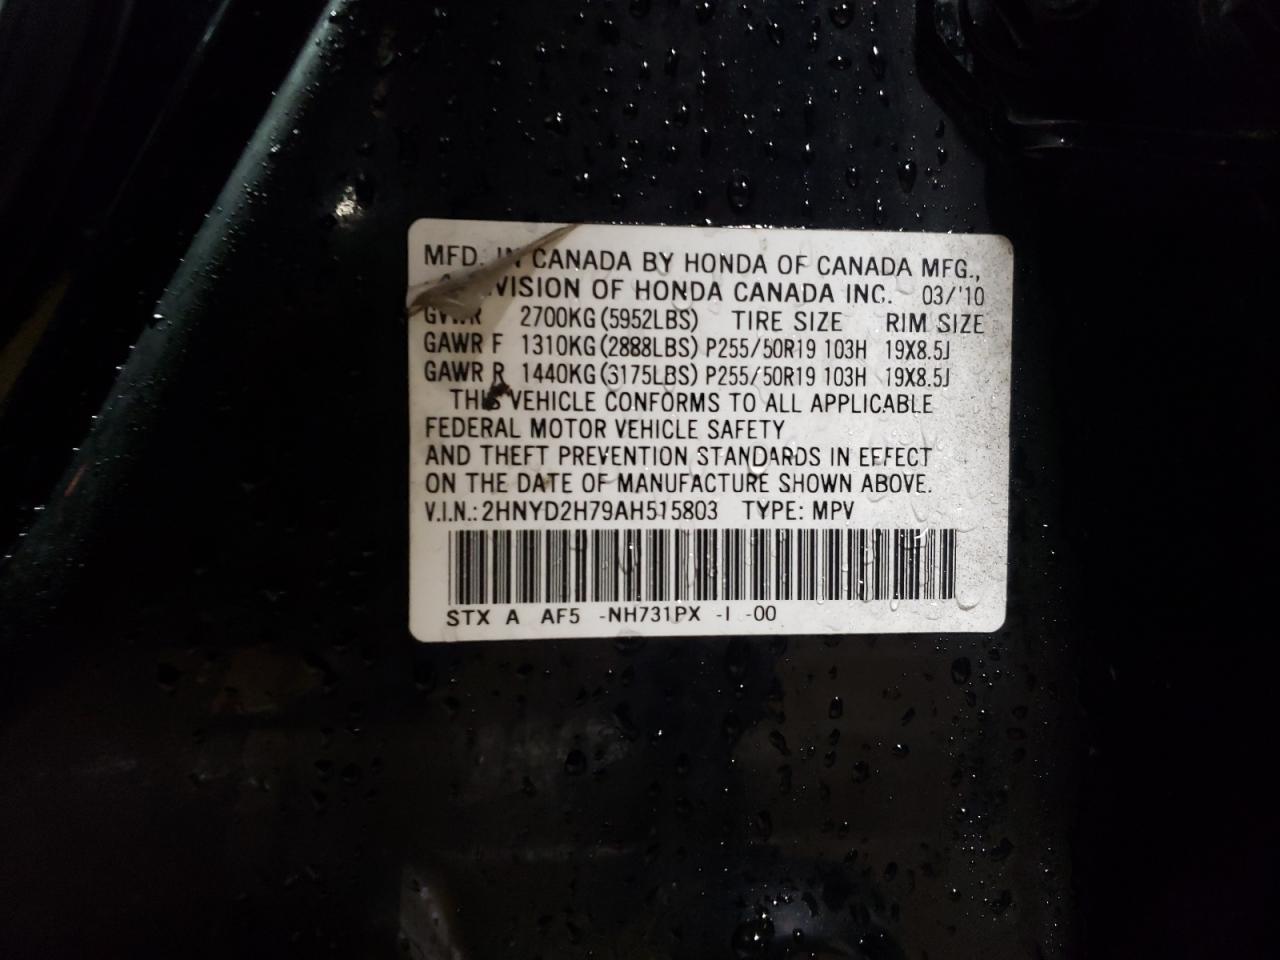 MFD. IN CANADA BY HONDA OF CANADA MFG.,
DIVISION OF HONDA CANADA INC. 03/'10
GVWR 2700KG (5952LBS) TIRE SIZE RIM SIZE
GAWR F 1310KG (2888LBS) P255/50R19 103H 19X8.5J
GAWR R 1440KG (3175LBS) P255/50R19 103H 19X8.5J
THIS VEHICLE CONFORMS TO ALL APPLICABLE
FEDERAL MOTOR VEHICLE SAFETY
AND THEFT PREVENTION STANDARDS IN EFFECT
ON THE DATE OF MANUFACTURE SHOWN ABOVE.
V.I.N.: 2HNYD2H79AH515803 TYPE: MPV
STX A AF5 -NH731PX -I -00